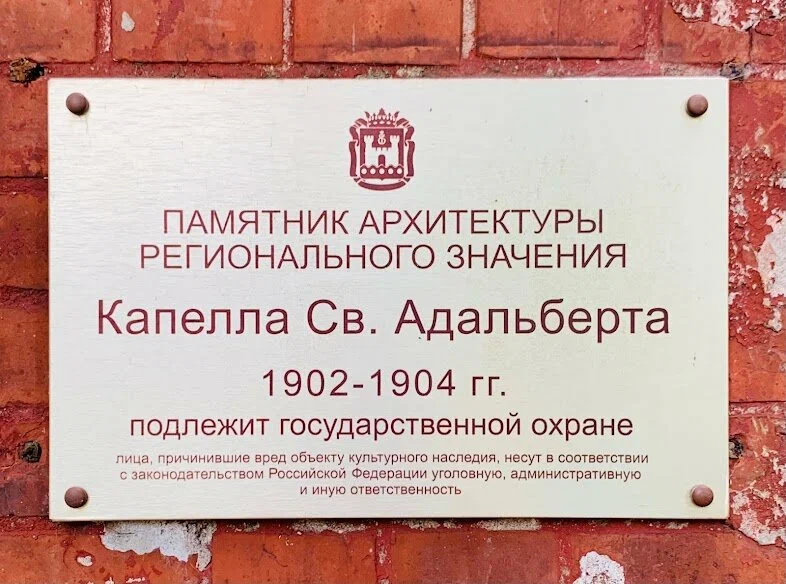 ПАМЯТНИК АРХИТЕКТУРЫ
РЕГИОНАЛЬНОГО ЗНАЧЕНИЯ
Капелла Св. Адальберта
1902-1904 гг.
подлежит государственной охране
лица, причинившие вред объекту культурного наследия, несут в соответствии
с законодательством Российской Федерации уголовную, административную
и иную ответственность